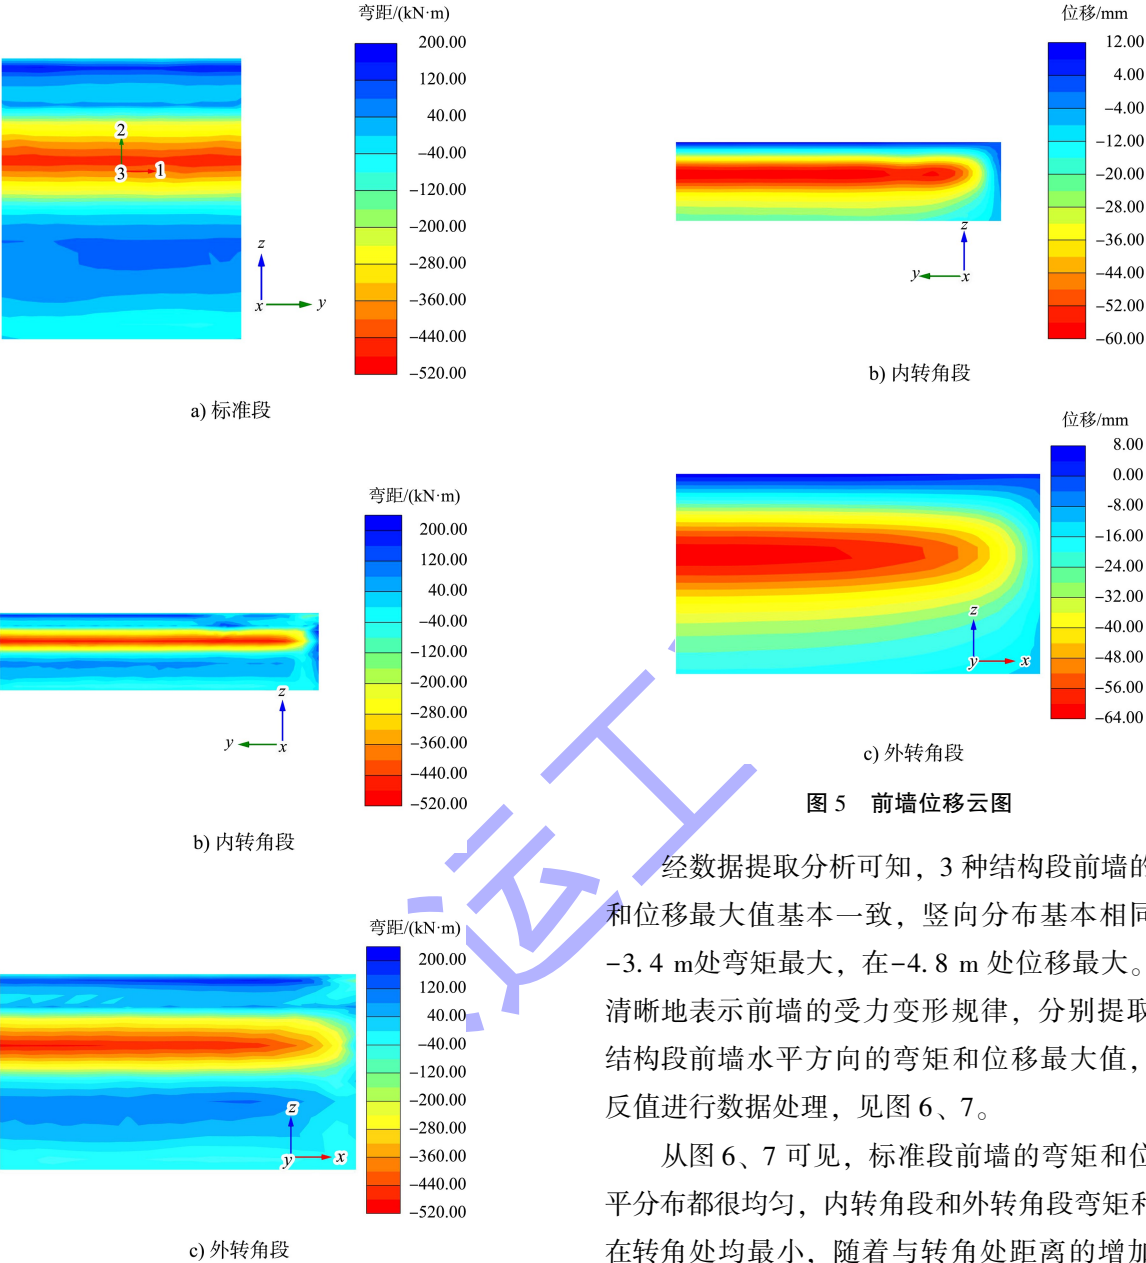 弯距/(kN·m)
200.00
120.00
40.00
−40.00
−120.00
−200.00
−280.00
−360.00
−440.00
−520.00
2
3
1
z
x
y
a) 标准段
弯距/(kN·m)
200.00
120.00
40.00
−40.00
−120.00
−200.00
−280.00
−360.00
−440.00
−520.00
z
y
x
b) 内转角段
弯距/(kN·m)
200.00
120.00
40.00
−40.00
−120.00
−200.00
−280.00
−360.00
−440.00
−520.00
z
y
x
c) 外转角段
位移/mm
12.00
4.00
−4.00
−12.00
−20.00
−28.00
−36.00
−44.00
−52.00
−60.00
z
y
x
b) 内转角段
位移/mm
8.00
0.00
-8.00
−16.00
−24.00
−32.00
−40.00
−48.00
−56.00
−64.00
z
y
x
c) 外转角段
图 5 前墙位移云图
经数据提取分析可知，3 种结构段前墙的
和位移最大值基本一致，竖向分布基本相同
−3.4 m处弯矩最大，在−4.8 m 处位移最大。
清晰地表示前墙的受力变形规律，分别提取
结构段前墙水平方向的弯矩和位移最大值，
反值进行数据处理，见图 6、7。
从图 6、7 可见，标准段前墙的弯矩和位
平分布都很均匀，内转角段和外转角段弯矩和
在转角处均最小，随着与转角处距离的增加